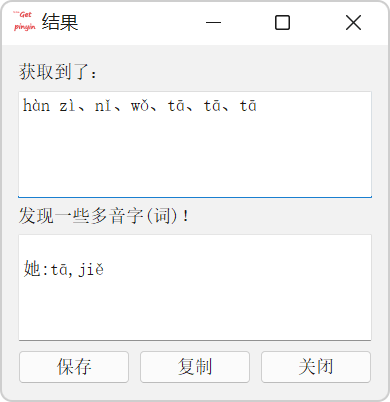 Get
pinyin
结果
获取到了:
hàn zì、nǐ、wǒ、tā、tā、tā
发现一些多音字(词)!
她:tā,jiě
保存
复制
关闭